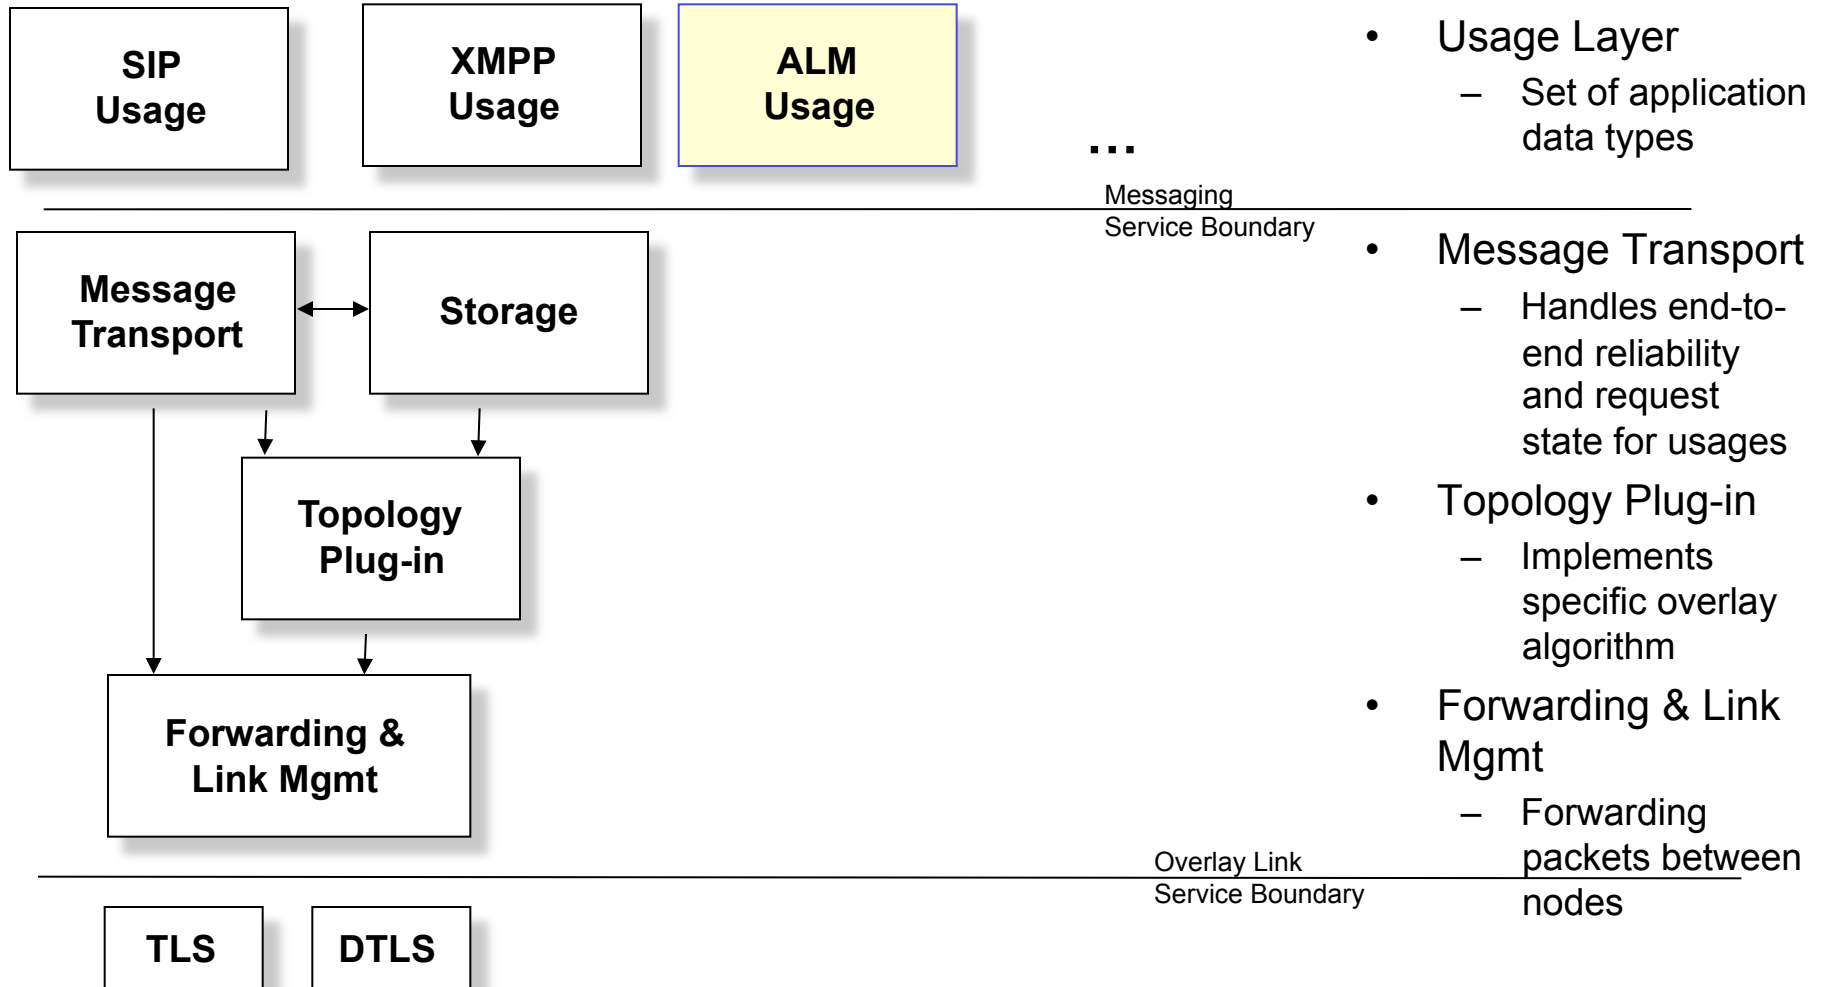 SIP
Usage
XMPP
Usage
ALM
Usage
...
Messaging
Service Boundary
Message
Transport
Storage
Topology
Plug-in
Forwarding &
Link Mgmt
Overlay Link
Service Boundary
TLS
DTLS
• Usage Layer
– Set of application
data types
• Message Transport
– Handles end-to-
end reliability
and request
state for usages
• Topology Plug-in
– Implements
specific overlay
algorithm
• Forwarding & Link
Mgmt
– Forwarding
packets between
nodes